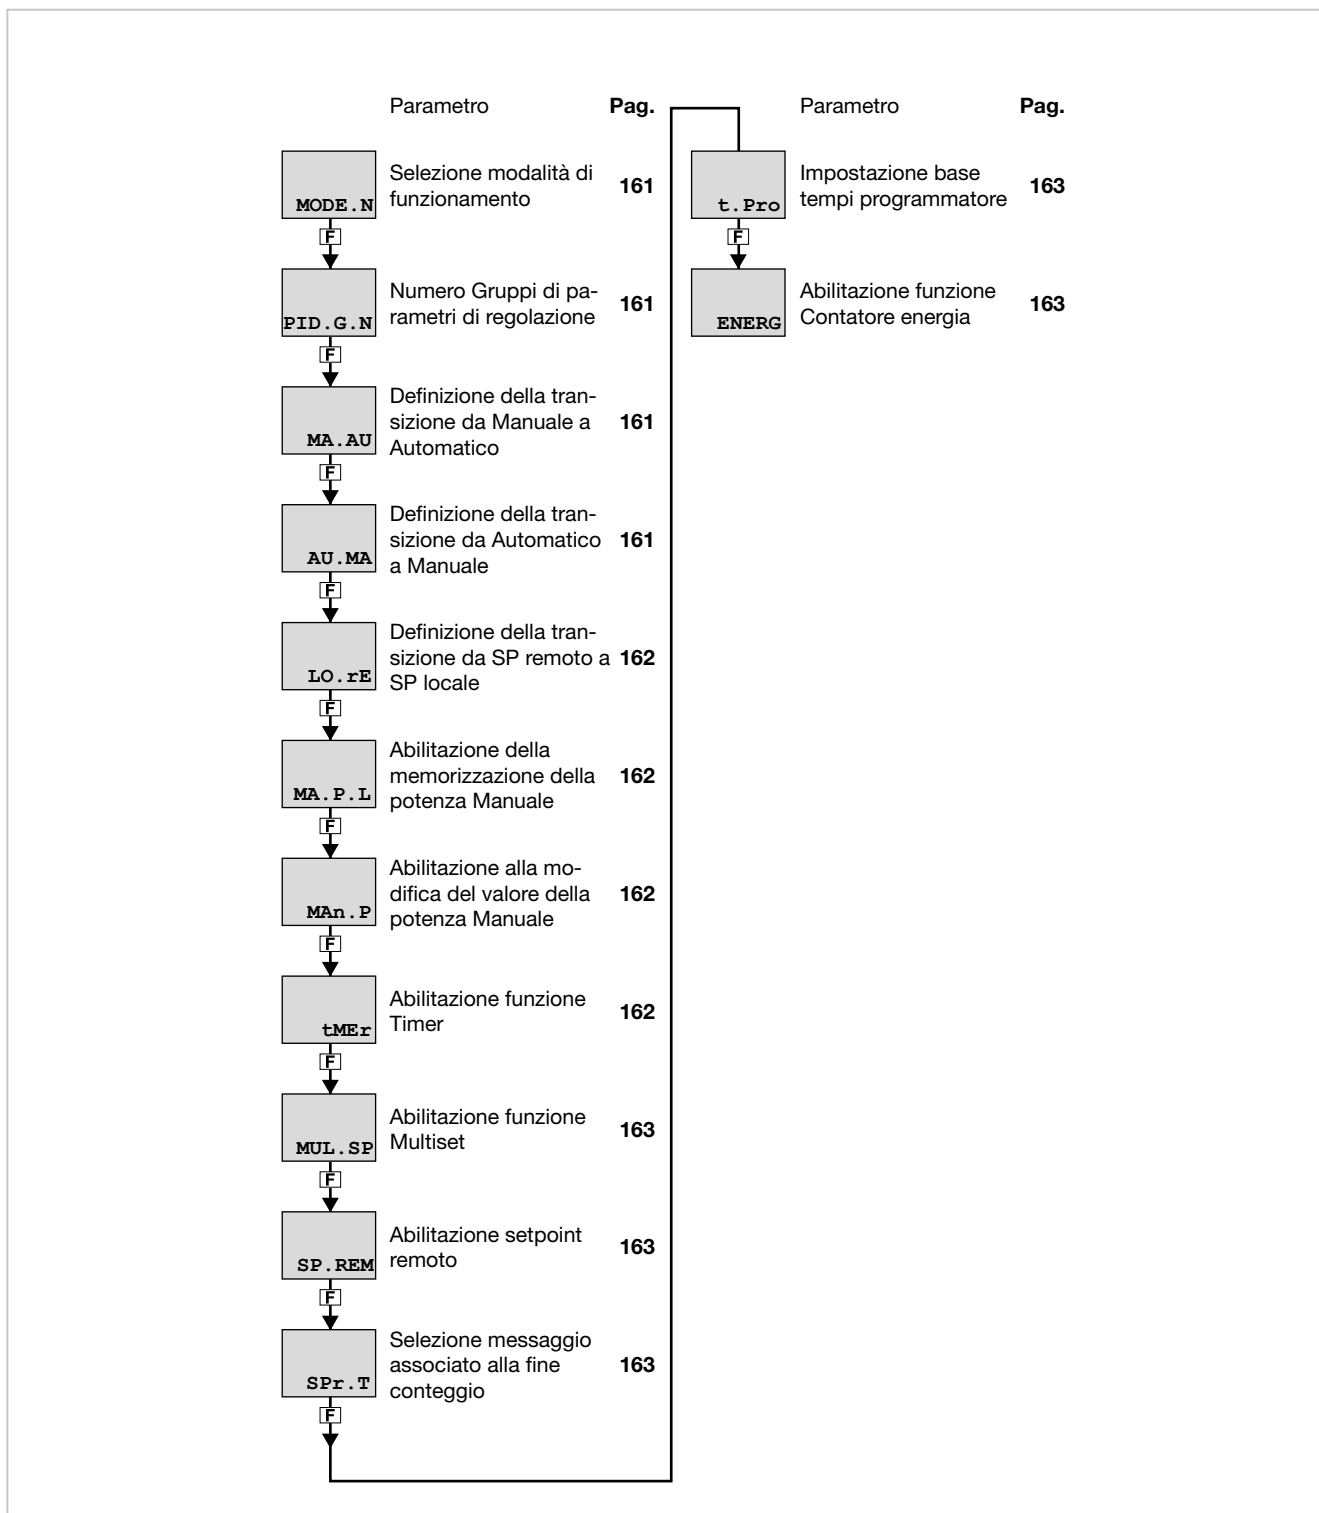 Parametro Pag.
MODE.N
Selezione modalità di
funzionamento
161
F
PID.G.N
Numero Gruppi di pa-
rametri di regolazione
161
F
MA.AU
Definizione della tran-
sizione da Manuale a
Automatico
161
F
AU.MA
Definizione della tran-
sizione da Automatico
a Manuale
161
F
LO.rE
Definizione della tran-
sizione da SP remoto a
SP locale
162
F
MA.P.L
Abilitazione della
memorizzazione della
potenza Manuale
162
F
MAn.P
Abilitazione alla mo-
difica del valore della
potenza Manuale
162
F
tMEr
Abilitazione funzione
Timer
162
F
MUL.SP
Abilitazione funzione
Multiset
163
F
SP.REM
Abilitazione setpoint
remoto
163
F
SPr.T
Selezione messaggio
associato alla fine
conteggio
163
F
Parametro Pag.
t.Pro
Impostazione base
tempi programmatore
163
F
ENERG
Abilitazione funzione
Contatore energia
163